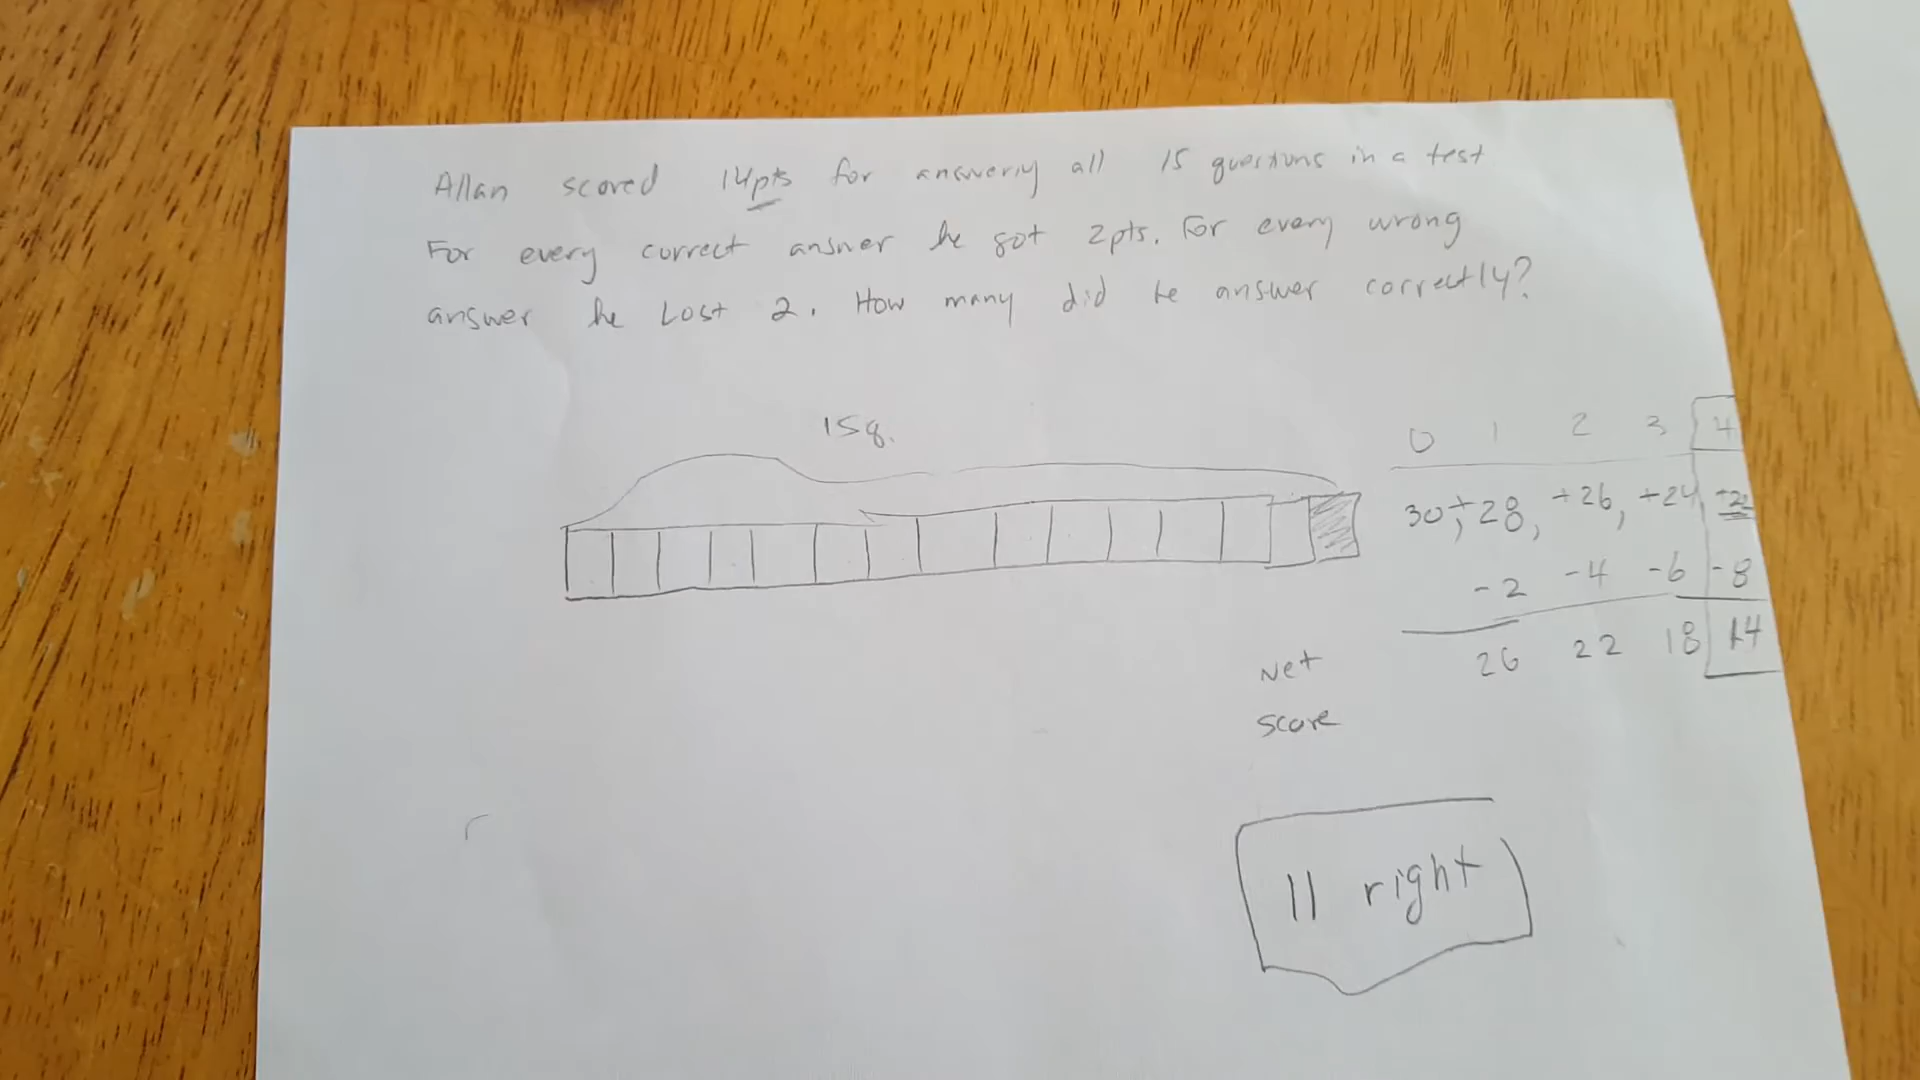 Allan scored 14pts for answering all 15 questions in a test
For every correct answer he got 2pts. For every wrong
answer he Lost 2. How many did he answer correctly?
15q.
0 1 2 3 4
30+, 28, +26, +24 +22
-2 -4 -6 -8
Net 26 22 18 14
Score
11 right